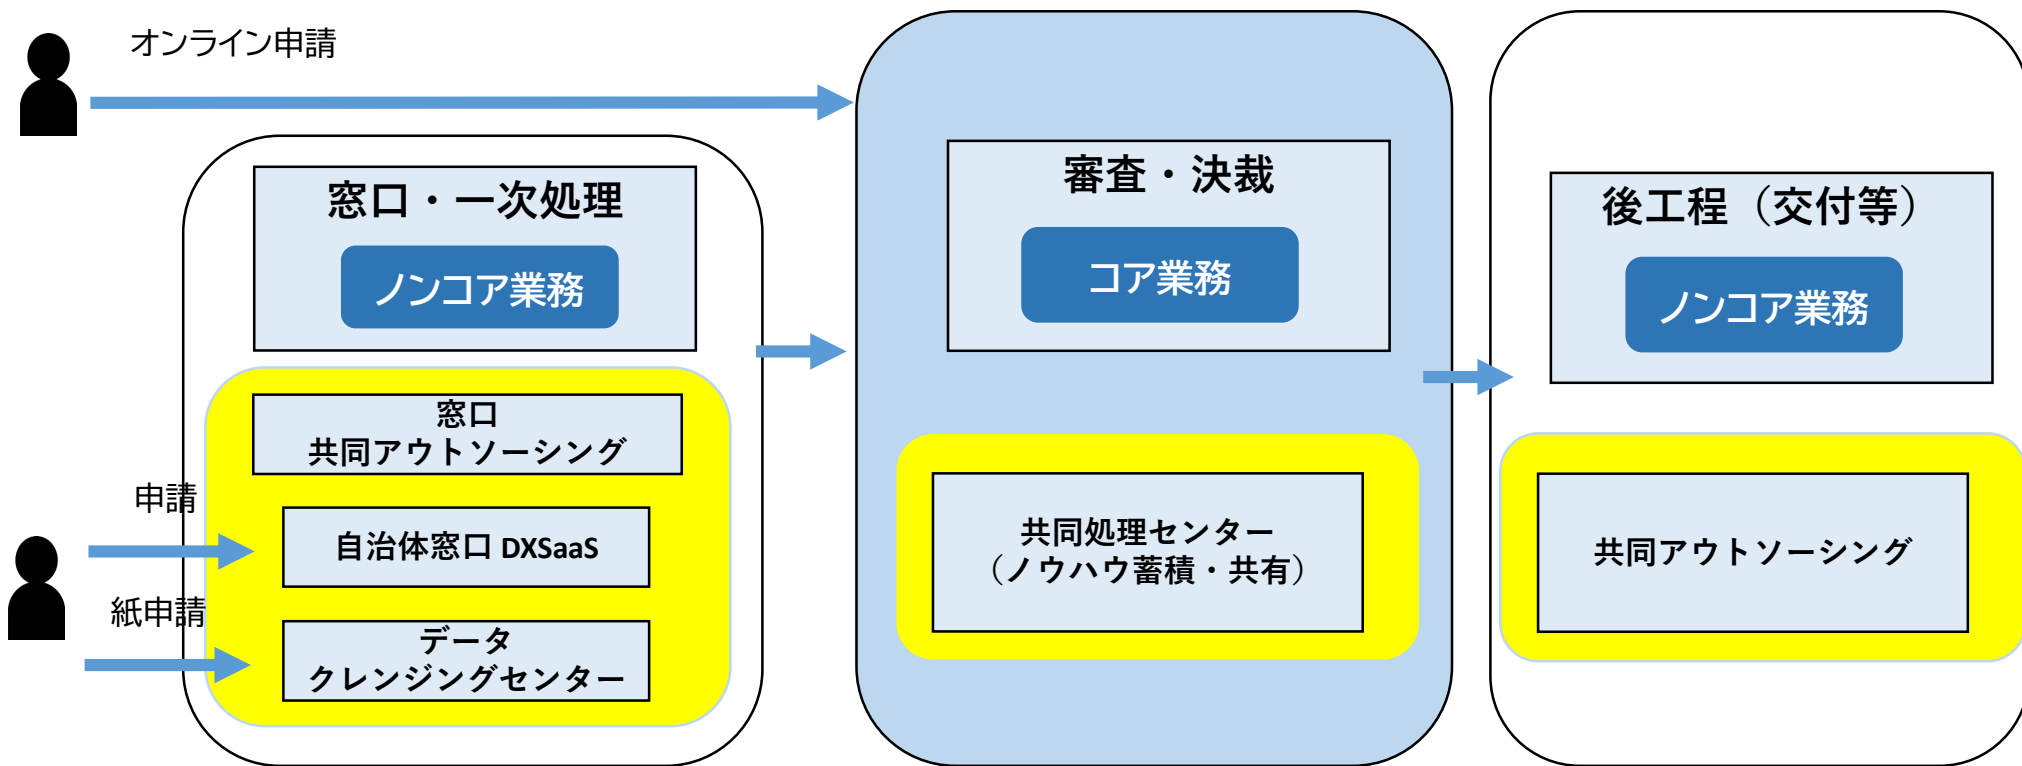 オンライン申請
窓口・一次処理
ノンコア業務
窓口
共同アウトソーシング
申請
自治体窓口 DXSaaS
紙申請
データ
クレンジングセンター
審査・決裁
コア業務
共同処理センター
（ノウハウ蓄積・共有）
後工程（交付等）
ノンコア業務
共同アウトソーシング